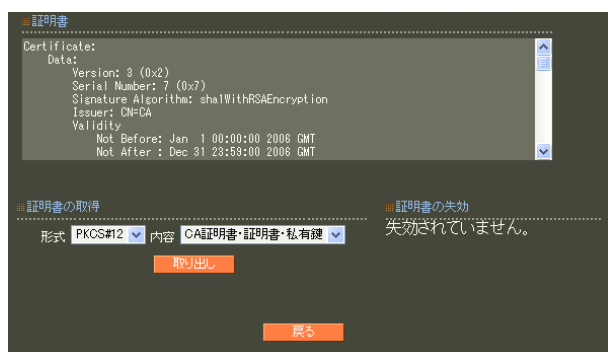 証明書
Certificate:
Data:
Version: 3 (0x2)
Serial Number: 7 (0x7)
Signature Algorithm: sha1WithRSAEncryption
Issuer: CN=CA
Validity
Not Before: Jan 1 00:00:00 2006 GMT
Not After : Dec 31 23:59:00 2006 GMT
証明書の取得
形式 PKCS#12 内容 CA証明書・証明書・私有鍵
取り出し
証明書の失効
失効されていません。
戻る